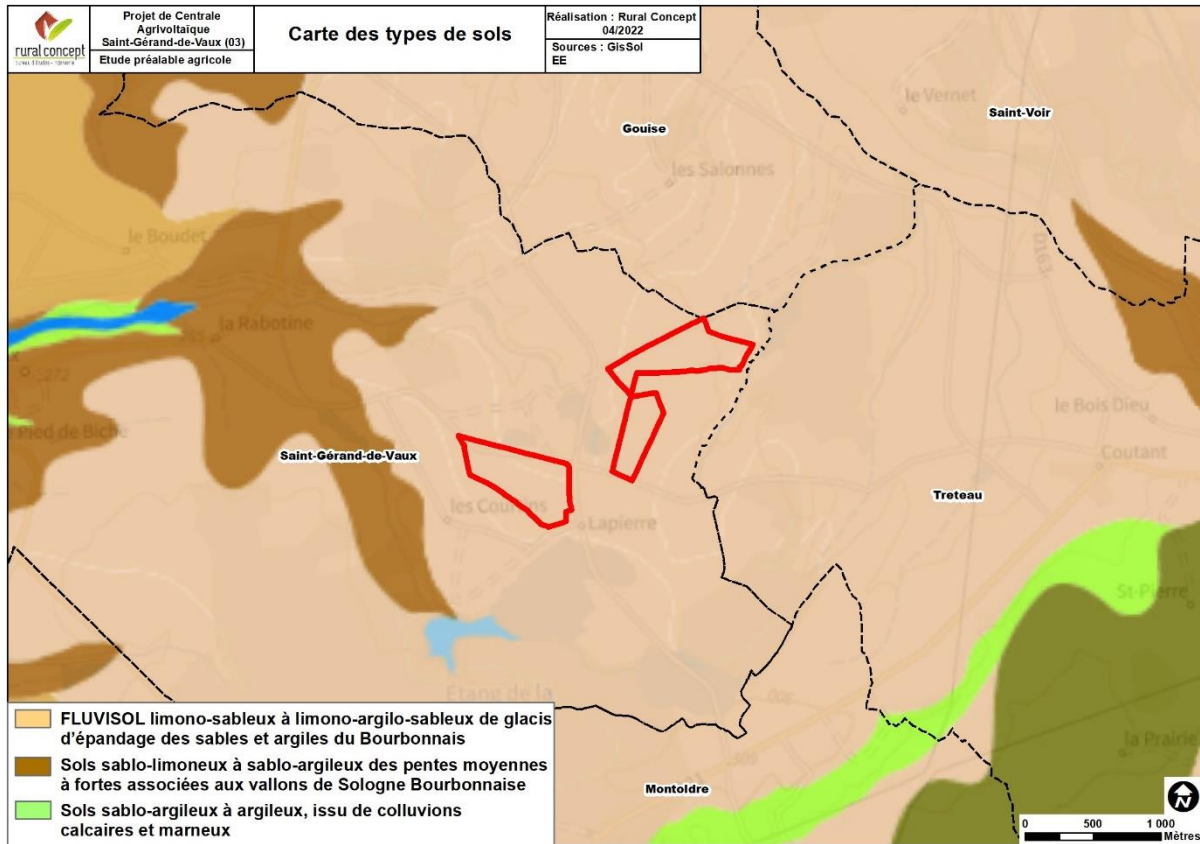 rural concept
Projet de Centrale
Agrivoltaïque
Saint-Gérand-de-Vaux (03)
Etude préalable agricole
Carte des types de sols
Réalisation : Rural Concept
04/2022
Sources : GisSol
EE
le Vernet
Saint-Voir
Gouise
les Salonnes
le Boudet
D163
la Rabotine
272
le Bois Dieu
Pied de Biche
Saint-Gérand-de-Vaux
Coutant
Treteau
Lapierre
St-Pierre
Etang de la
la Prairie
Montoldre
FLUVISOL limono-sableux à limono-argilo-sableux de glacis
d'épandage des sables et argiles du Bourbonnais
Sols sablo-limoneux à sablo-argileux des pentes moyennes
à fortes associées aux vallons de Sologne Bourbonnaise
Sols sablo-argileux à argileux, issu de colluvions
calcaires et marneux
N
0 500 1 000
Mètres